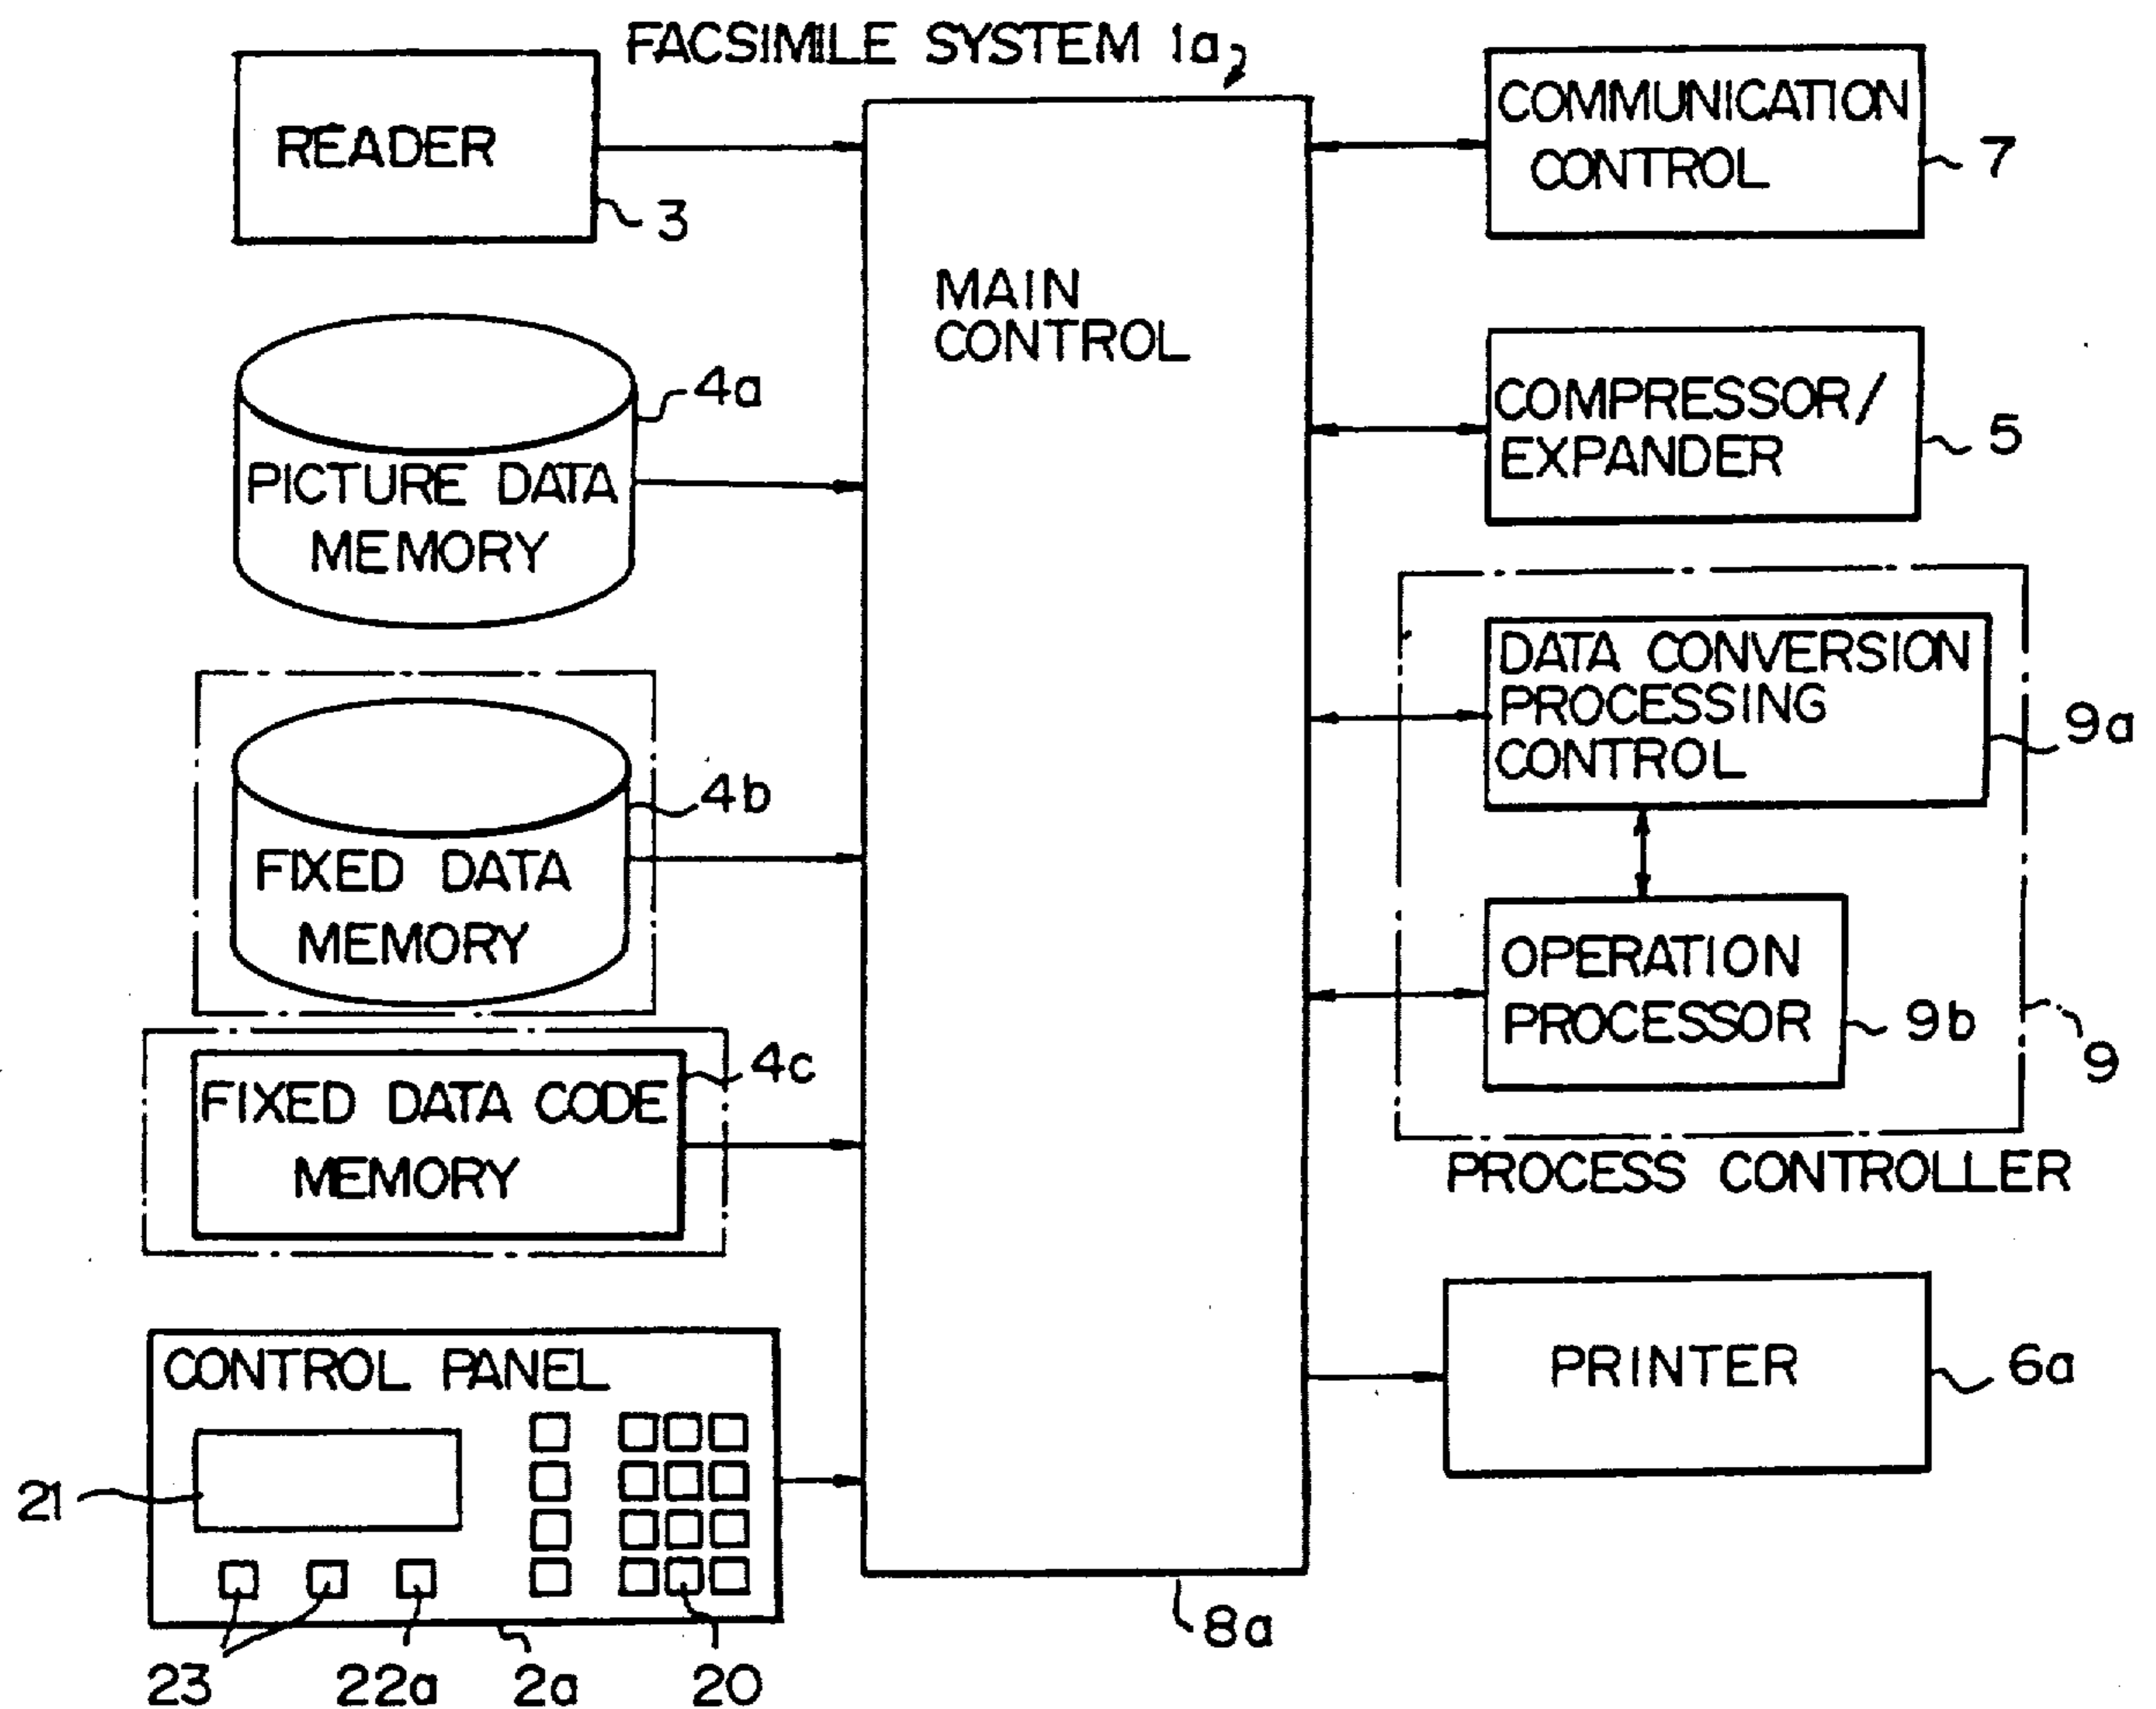 FACSIMILE SYSTEM 1a
READER
3
COMMUNICATION
CONTROL
7
MAIN
CONTROL
4a
PICTURE DATA
MEMORY
COMPRESSOR/
EXPANDER
5
4b
FIXED DATA
MEMORY
DATA CONVERSION
PROCESSING
CONTROL
9a
OPERATION
PROCESSOR
9b
9
PROCESS CONTROLLER
4c
FIXED DATA CODE
MEMORY
PRINTER
6a
CONTROL PANEL
21
23
22a
2a
20
8a